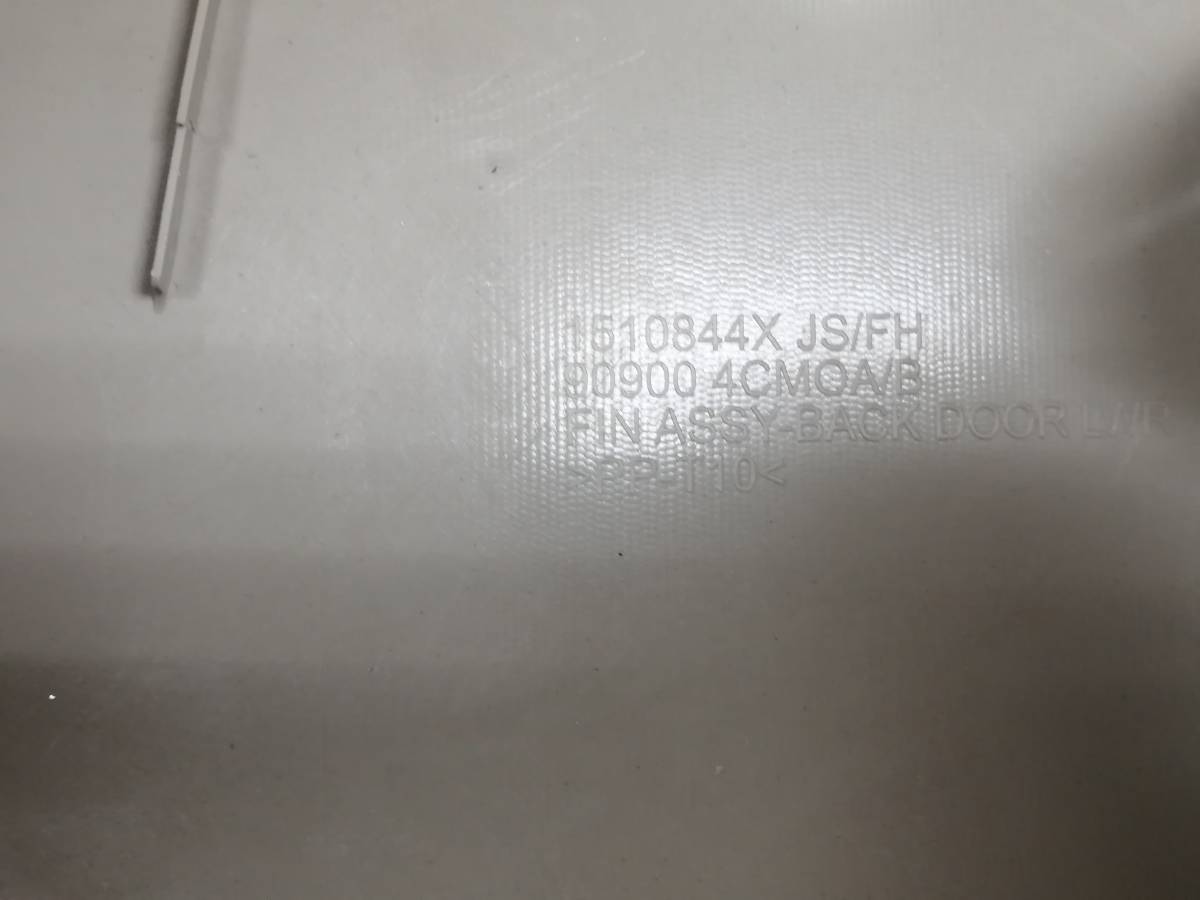 1510844X JS/FH
90900 4CMOA/B
FIN ASSY-BACK DOOR L/R
>PP-T10<